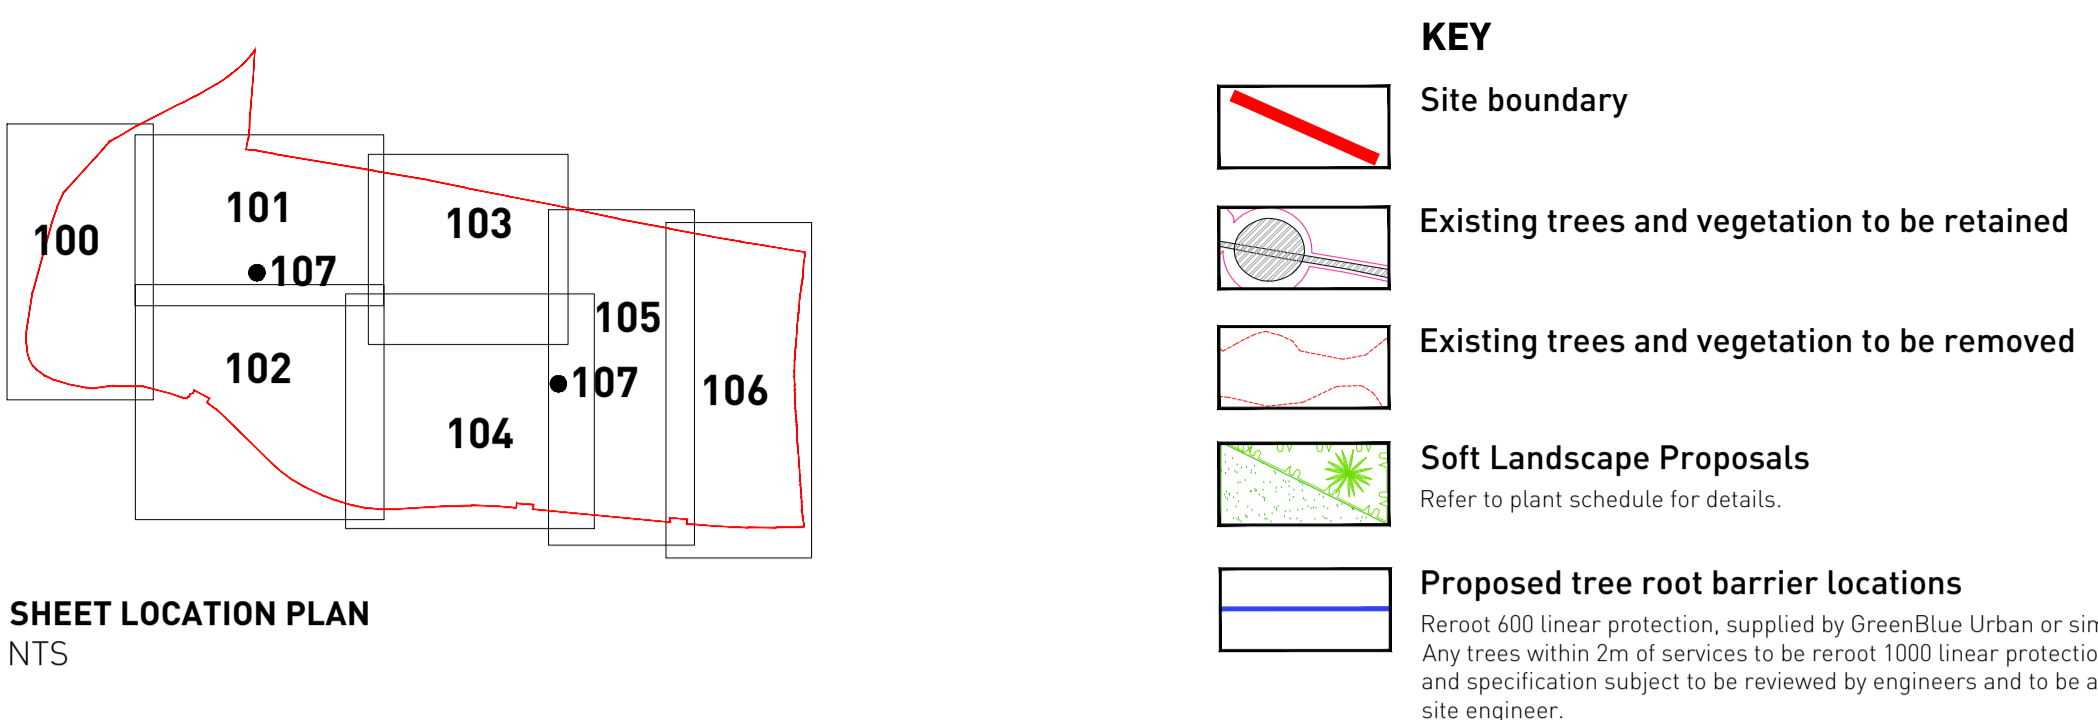 100
101
107
103
105
102
107
106
104
SHEET LOCATION PLAN
NTS
KEY
Site boundary
Existing trees and vegetation to be retained
Existing trees and vegetation to be removed
Soft Landscape Proposals
Refer to plant schedule for details.
Proposed tree root barrier locations
Reroot 600 linear protection, supplied by GreenBlue Urban or
Any trees within 2m of services to be reroot 1000 linear
and specification subject to be reviewed by engineers and to be
site engineer.